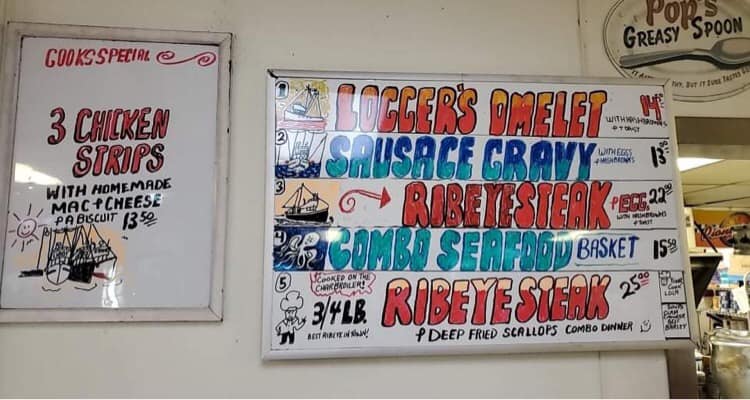 COOKS SPECIAL
3 CHICKEN
STRIPS
WITH HOMEMADE
MAC + CHEESE
+ A BISCUIT 13.50
Pop's
GREASY SPOON
1 LOGGER'S OMELET WITH HASHBROWNS + TOAST 14
2 SAUSAGE GRAVY WITH EGGS + HASHBROWNS 13
3 RIBEYE STEAK + EGG 22.00
WITH HASHBROWNS
+ TOAST
COMBO SEAFOOD BASKET 15.50
5 COOKED ON THE
CHARBROILER!
3/4 LB. RIBEYE STEAK 25.00
BEST RIBEYE IN TOWN!
+ DEEP FRIED SCALLOPS COMBO DINNER